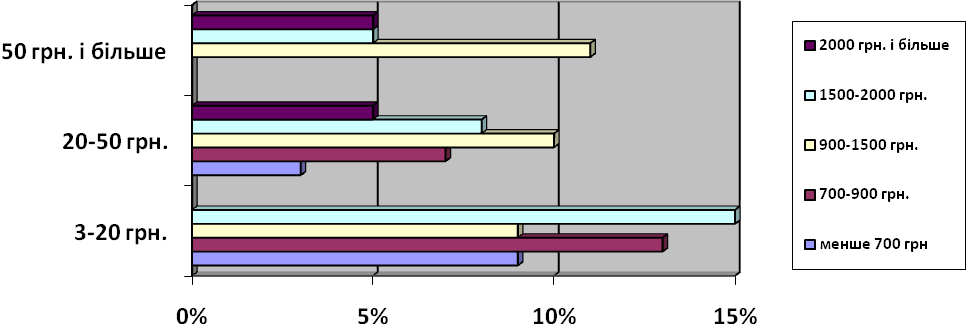 50 грн. і більше
20-50 грн.
3-20 грн.
0%
5%
10%
15%
2000 грн. і більше
1500-2000 грн.
900-1500 грн.
700-900 грн.
менше 700 грн